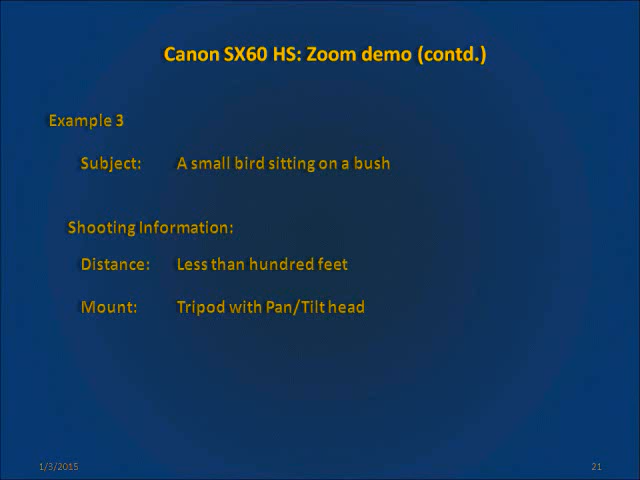 Canon SX60 HS: Zoom demo (contd.)
Example 3
Subject: A small bird sitting on a bush
Shooting Information:
Distance: Less than hundred feet
Mount: Tripod with Pan/Tilt head
1/3/2015 21